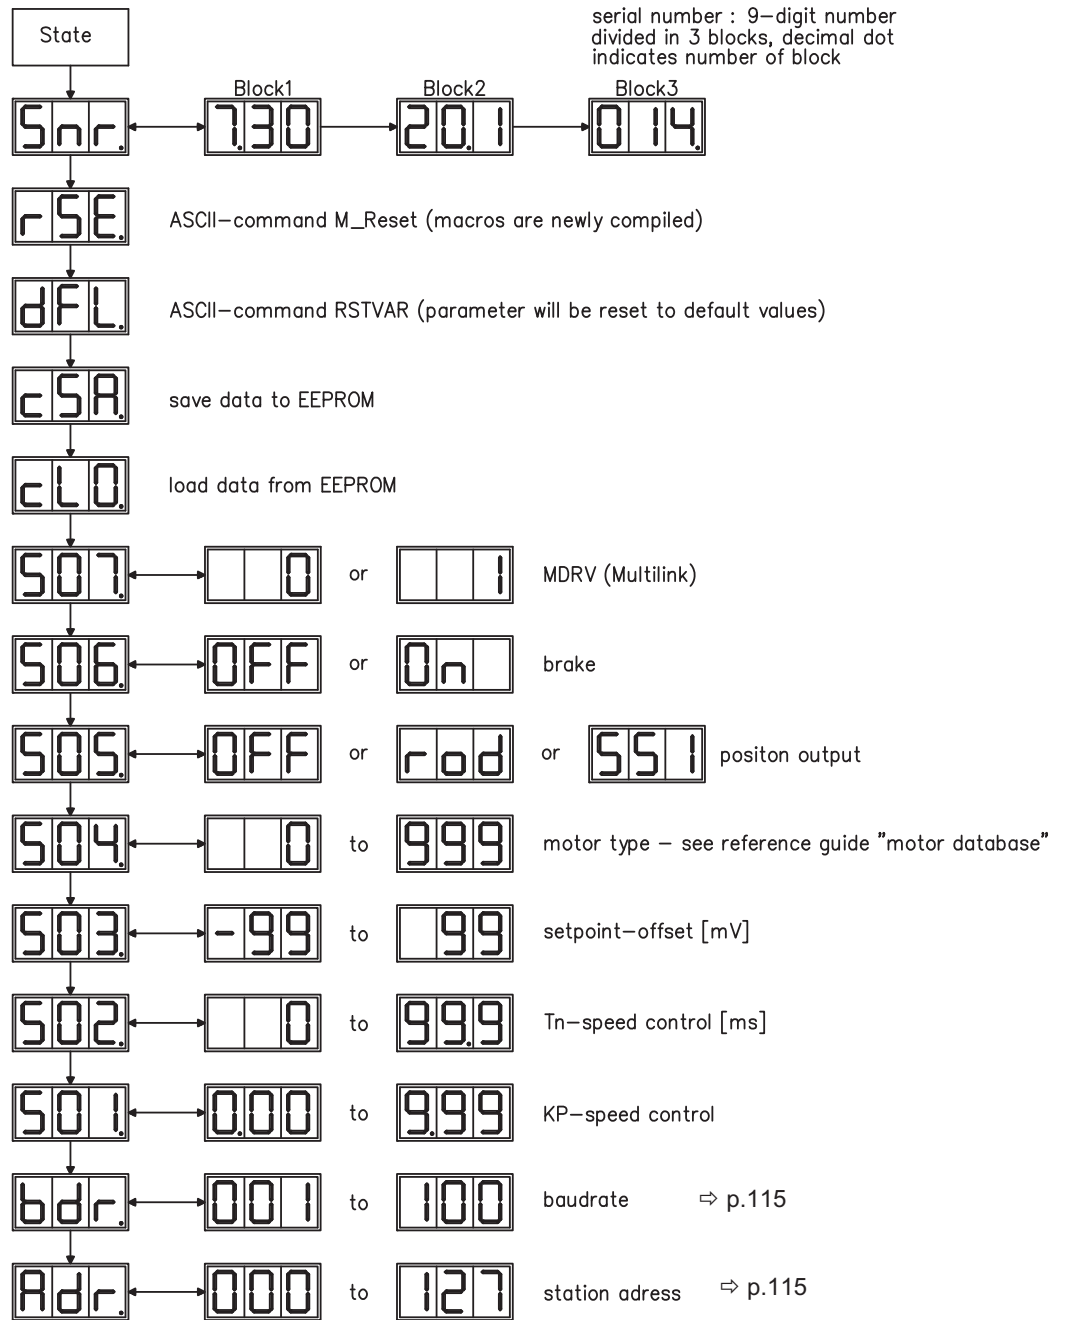 State
serial number : 9-digit number
divided in 3 blocks, decimal dot
indicates number of block
Block1 Block2 Block3
Snr. 7.30 20.1 014.
rSE. ASCII-command M_Reset (macros are newly compiled)
dFL. ASCII-command RSTVAR (parameter will be reset to default values)
cSA. save data to EEPROM
cL0. load data from EEPROM
S07. 0 or 1 MDRV (Multilink)
S06. OFF or On brake
S05. OFF or rod or SSI positon output
S04. 0 to 999 motor type - see reference guide "motor database"
S03. -99 to 99 setpoint-offset [mV]
S02. 0 to 99.9 Tn-speed control [ms]
S01. 0.00 to 9.99 KP-speed control
bdr. 001 to 100 baudrate ⇨ p.115
Adr. 000 to 127 station adress ⇨ p.115